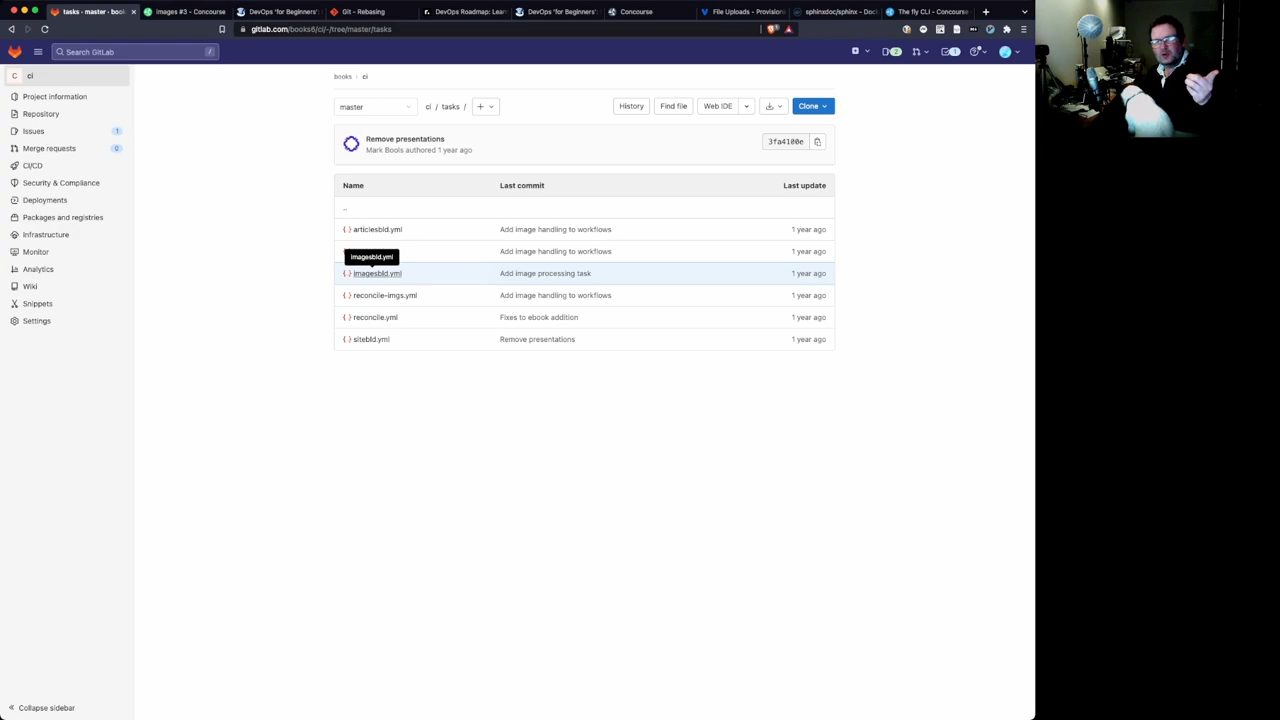 tasks · master · boo
images #3 - Concourse
DevOps 'for Beginners':
Git - Rebasing
DevOps Roadmap: Lear
DevOps 'for Beginners':
Concourse
File Uploads - Provision
sphinxdoc/sphinx - Doc
The fly CLI - Concourse
gitlab.com/books6/ci/-/tree/master/tasks
Search GitLab
2
1
C ci
Project information
Repository
Issues 1
Merge requests 0
CI/CD
Security & Compliance
Deployments
Packages and registries
Infrastructure
Monitor
Analytics
Wiki
Snippets
Settings
Collapse sidebar
books › ci
master
ci / tasks / +
History
Find file
Web IDE
Clone
Remove presentations
Mark Bools authored 1 year ago
3fa4100e
Name Last commit Last update
..
articlesbld.yml Add image handling to workflows 1 year ago
Add image handling to workflows 1 year ago
imagesbld.yml
imagesbld.yml Add image processing task 1 year ago
reconcile-imgs.yml Add image handling to workflows 1 year ago
reconcile.yml Fixes to ebook addition 1 year ago
sitebld.yml Remove presentations 1 year ago